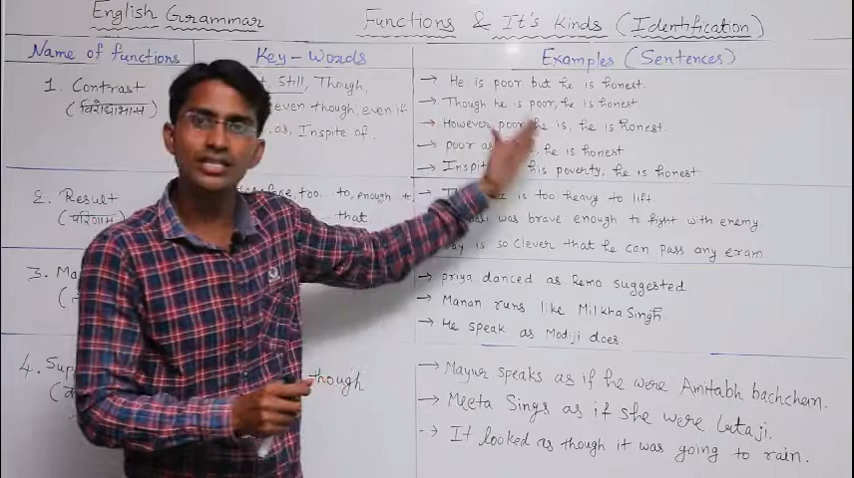 English Grammar
Functions & It's Kinds (Identification)
Name of functions
Key-Words
Examples (Sentences)
1. Contrast
(विरोधाभास)
Still, Though,
even though, even if
as, Inspite of.
→ He is poor but he is honest.
→ Though he is poor, he is honest.
→ However poor he is, he is honest.
→ poor as he is honest
→ his poverty, he is honest
2. Result
(परिणाम)
too... to, enough to
...that
→ is too heavy to lift
was brave enough to fight with enemy.
is so clever that he can pass any exam
3.
→ Priya danced as Remo suggested.
→ Manan runs like Milkha Singh.
→ He speak as Modiji does
4.
though
→ Mayur speaks as if he were Amitabh bachchan.
→ Meeta Sings as if she were Lataji.
→ It looked as though it was going to rain.